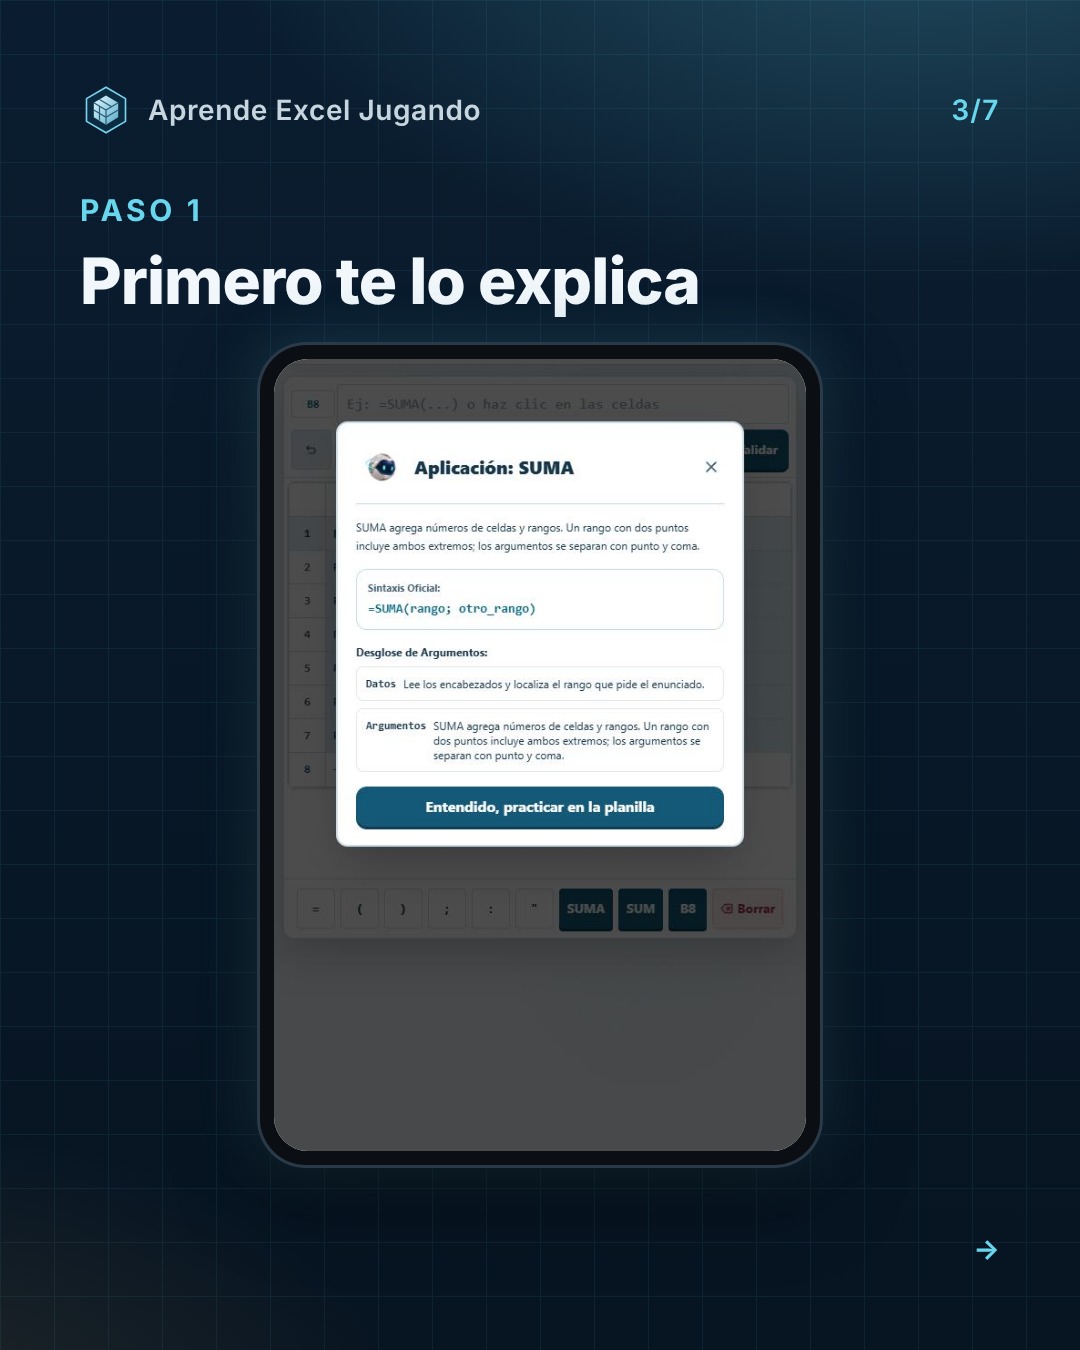 Aprende Excel Jugando
3/7
PASO 1
Primero te lo explica
B8
Ej: =SUMA(...) o haz clic en las celdas
alidar
Aplicación: SUMA
SUMA agrega números de celdas y rangos. Un rango con dos puntos
incluye ambos extremos; los argumentos se separan con punto y coma.
Sintaxis Oficial:
=SUMA(rango; otro_rango)
Desglose de Argumentos:
Datos Lee los encabezados y localiza el rango que pide el enunciado.
Argumentos SUMA agrega números de celdas y rangos. Un rango con
dos puntos incluye ambos extremos; los argumentos se
separan con punto y coma.
Entendido, practicar en la planilla
1
2
3
4
5
6
7
8
= ( ) ; : " SUMA SUM B8 Borrar